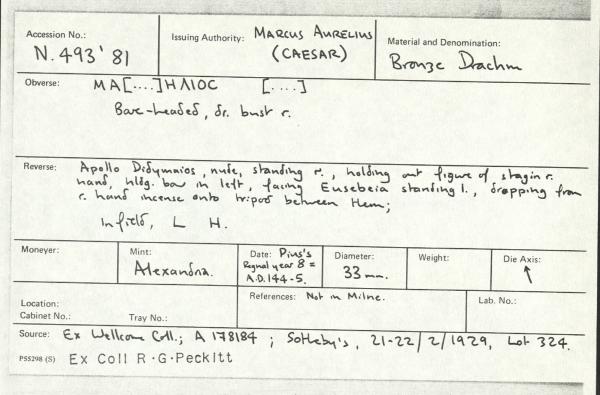 Accession No.:
N. 493' 81
Issuing Authority: MARCUS AURELIUS
(CAESAR)
Material and Denomination:
Bronze Drachm
Obverse: MA[....]HΛIOC [....]
Bare-headed, dr. bust r.
Reverse: Apollo Didymaios, nude, standing r., holding out figure of stag in r.
hand, hldg. bow in left, facing Eusebeia standing l., dropping from
r. hand incense onto tripod between them;
In field, L H.
Moneyer:
Mint:
Alexandria.
Date: Pius's
Regnal year 8 =
A.D. 144-5.
Diameter:
33 mm.
Weight:
Die Axis:
↑
Location:
Cabinet No.: Tray No.:
References: Not in Milne.
Lab. No.:
Source: Ex Wellcome Coll.; A 178184 ; Sotheby's, 21-22/2/1929, Lot 324.
PS5298 (S) Ex Coll R·G·Peckitt